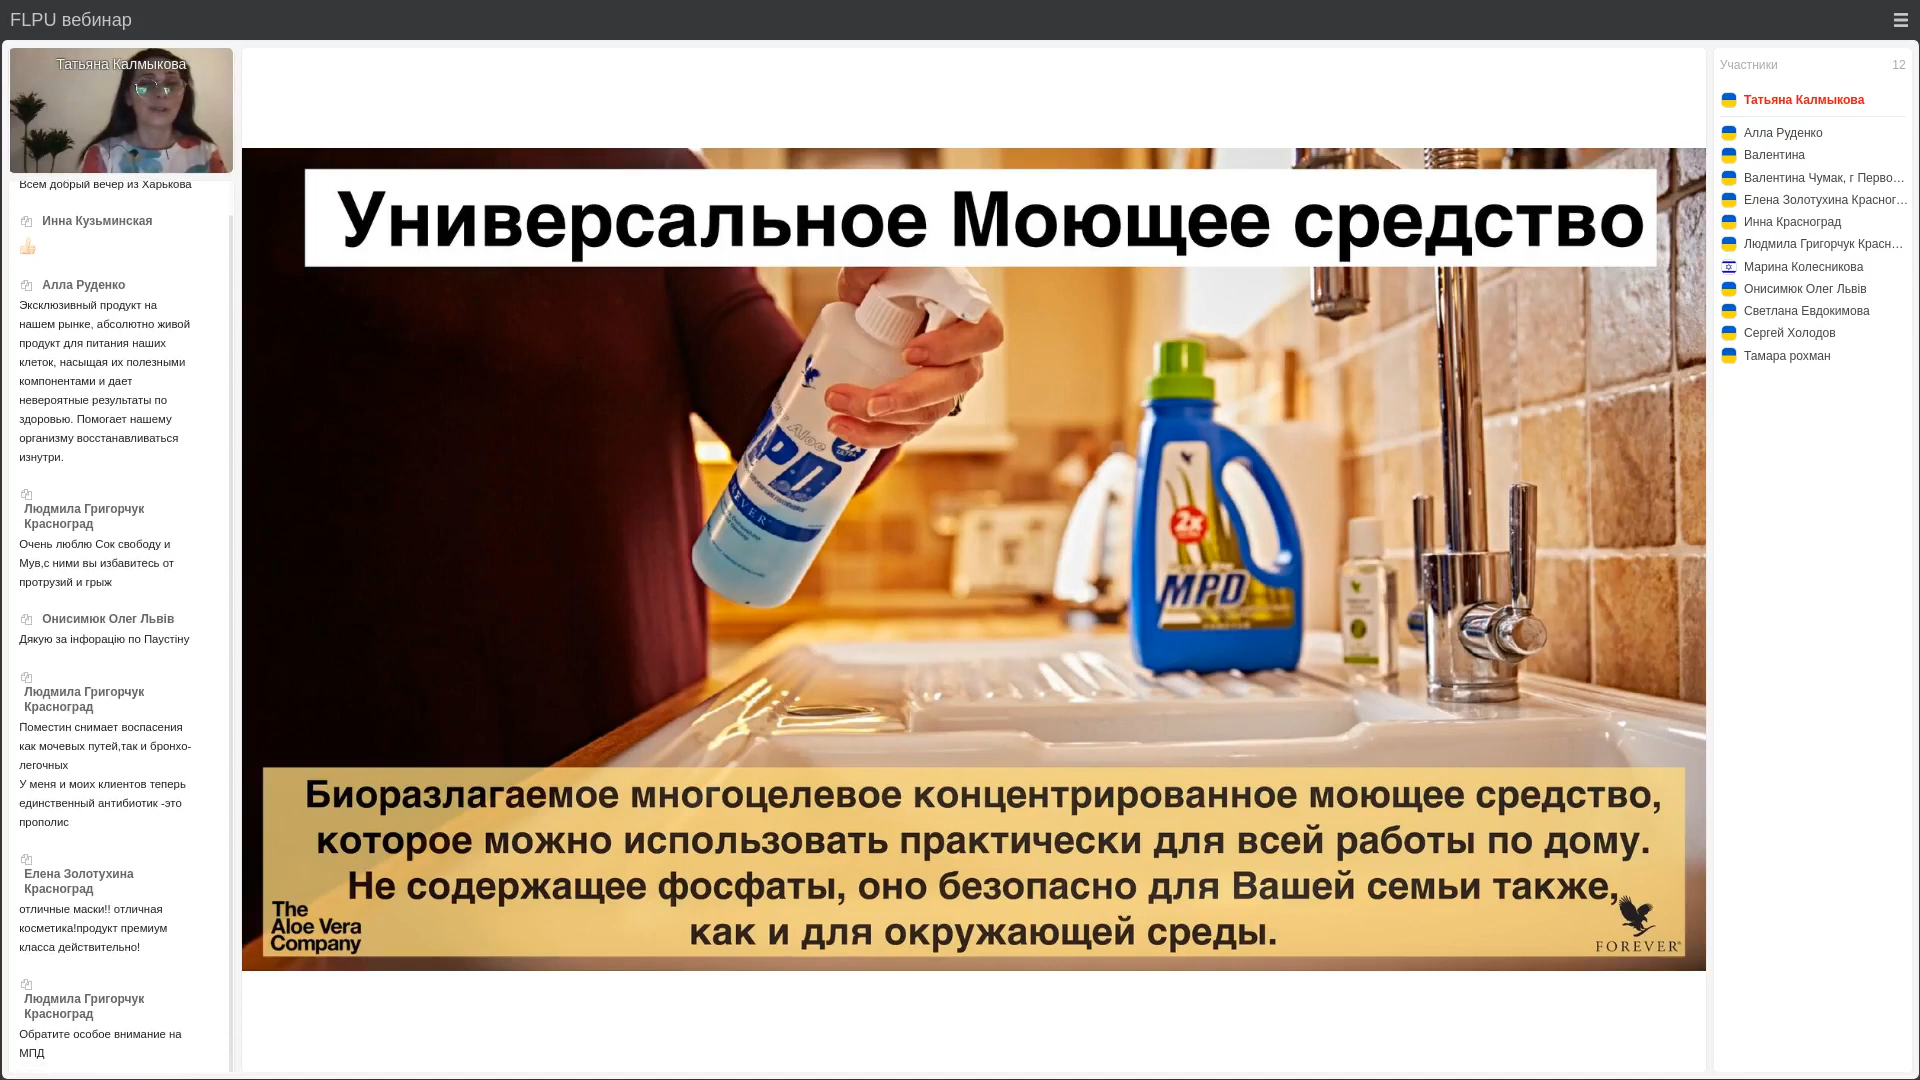 FLPU вебинар
Татьяна Калмыкова
Всем добрый вечер из Харькова
Инна Кузьминская
Алла Руденко
Эксклюзивный продукт на
нашем рынке, абсолютно живой
продукт для питания наших
клеток, насыщая их полезными
компонентами и дает
невероятные результаты по
здоровью. Помогает нашему
организму восстанавливаться
изнутри.
Людмила Григорчук
Красноград
Очень люблю Сок свободу и
Мув,с ними вы избавитесь от
протрузий и грыж
Онисимюк Олег Львів
Дякую за інфорацію по Паустіну
Людмила Григорчук
Красноград
Поместин снимает воспасения
как мочевых путей,так и бронхо-
легочных
У меня и моих клиентов теперь
единственный антибиотик -это
прополис
Елена Золотухина
Красноград
отличные маски!! отличная
косметика!продукт премиум
класса действительно!
Людмила Григорчук
Красноград
Обратите особое внимание на
МПД
Универсальное Моющее средство
2x
MPD
Биоразлагаемое многоцелевое концентрированное моющее средство,
которое можно использовать практически для всей работы по дому.
Не содержащее фосфаты, оно безопасно для Вашей семьи также,
как и для окружающей среды.
The
Aloe Vera
Company
FOREVER
Участники 12
Татьяна Калмыкова
Алла Руденко
Валентина
Валентина Чумак, г Перво...
Елена Золотухина Красног...
Инна Красноград
Людмила Григорчук Красн...
Марина Колесникова
Онисимюк Олег Львів
Светлана Евдокимова
Сергей Холодов
Тамара рохман